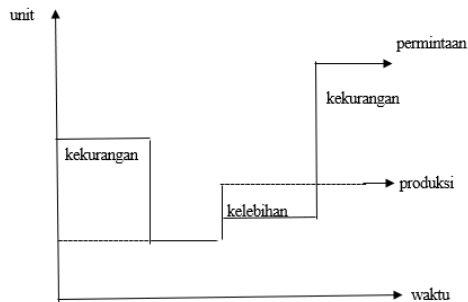 unit
permintaan
kekurangan
kekurangan
produksi
kelebihan
waktu